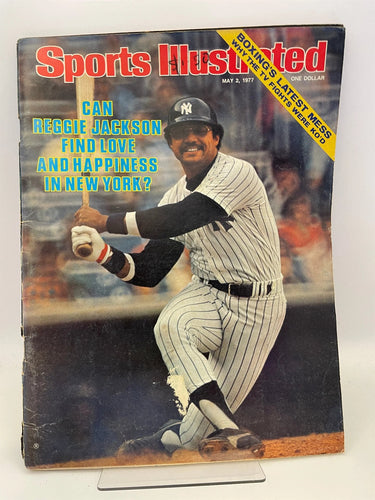 Sports Illustrated
MAY 2, 1977
ONE DOLLAR
BOXING'S LATEST MESS
WHY THE TV FIGHTS WERE KO'D
CAN
REGGIE JACKSON
FIND LOVE
AND HAPPINESS
IN NEW YORK?